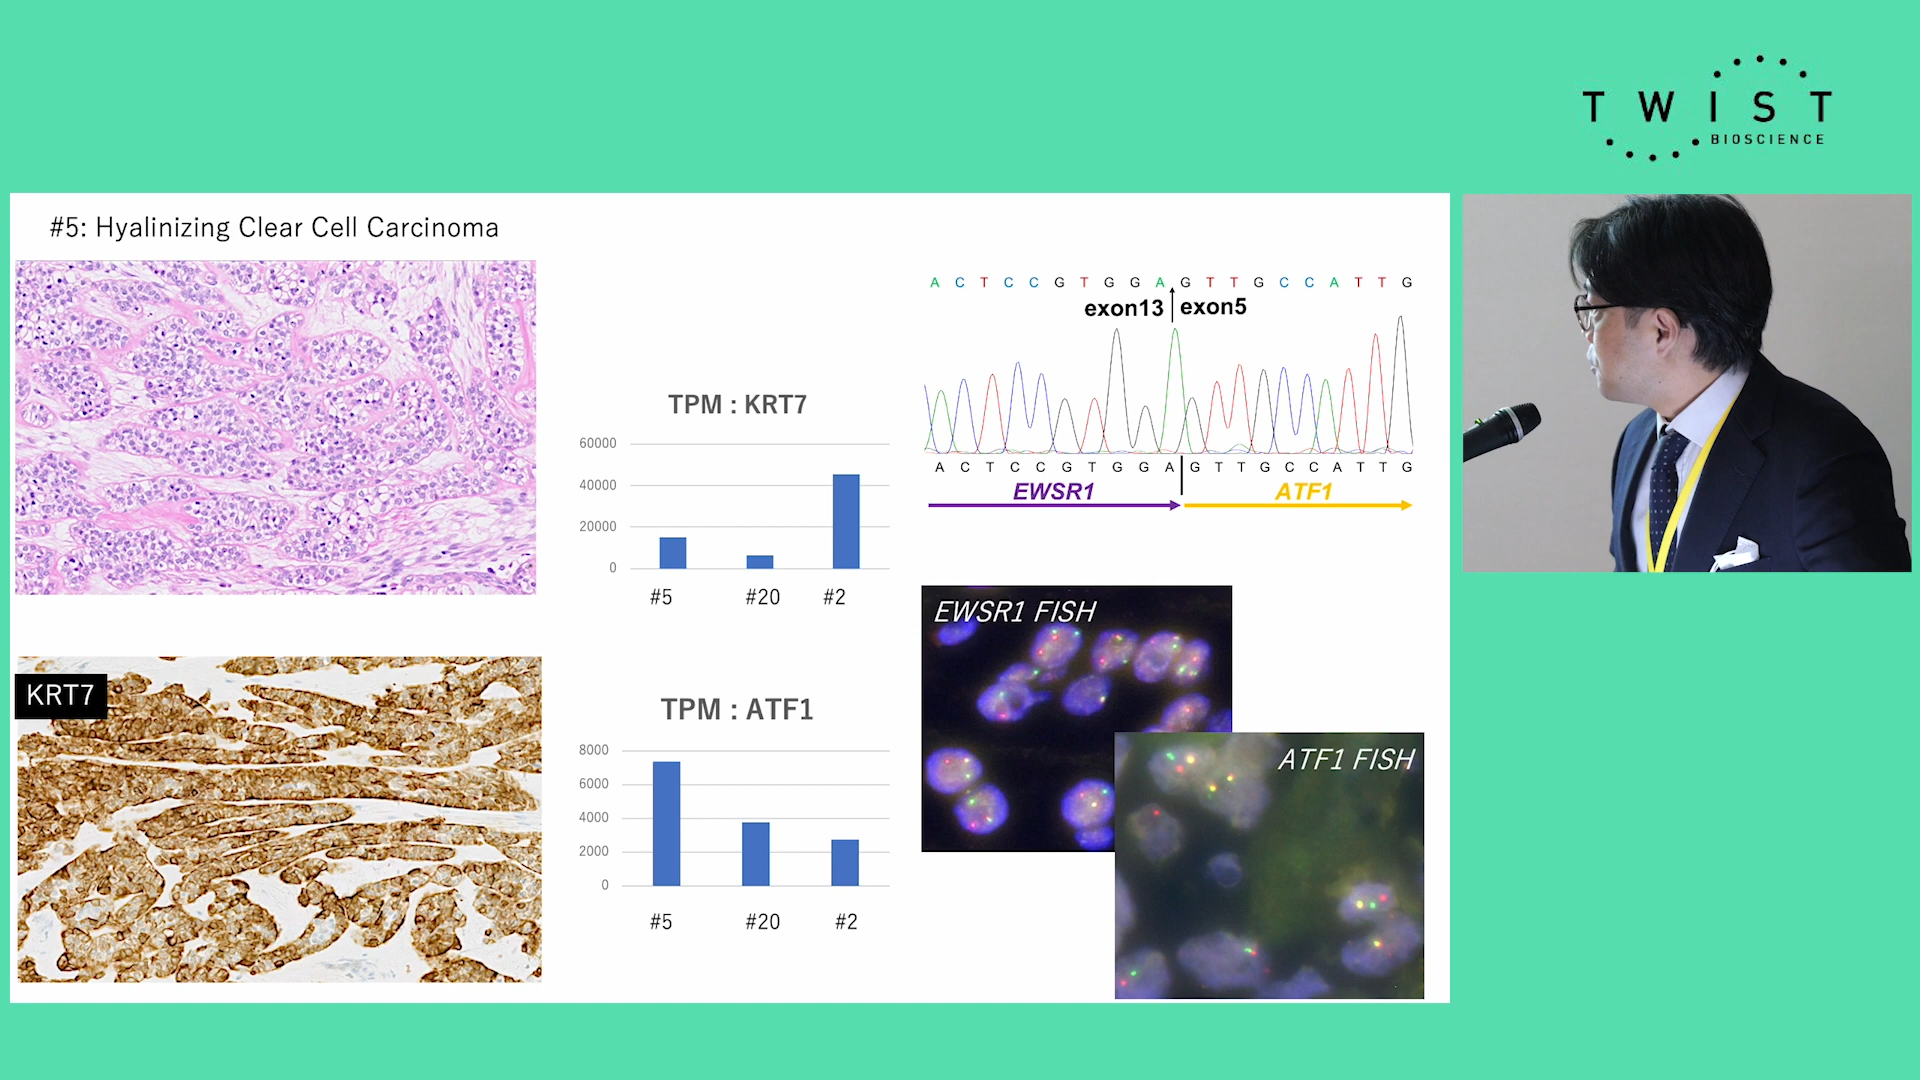 TWIST
BIOSCIENCE
#5: Hyalinizing Clear Cell Carcinoma
KRT7
TPM : KRT7
60000
40000
20000
0
#5 #20 #2
TPM : ATF1
8000
6000
4000
2000
0
#5 #20 #2
A C T C C G T G G A G T T G C C A T T G
exon13 exon5
A C T C C G T G G A G T T G C C A T T G
EWSR1 ATF1
EWSR1 FISH
ATF1 FISH